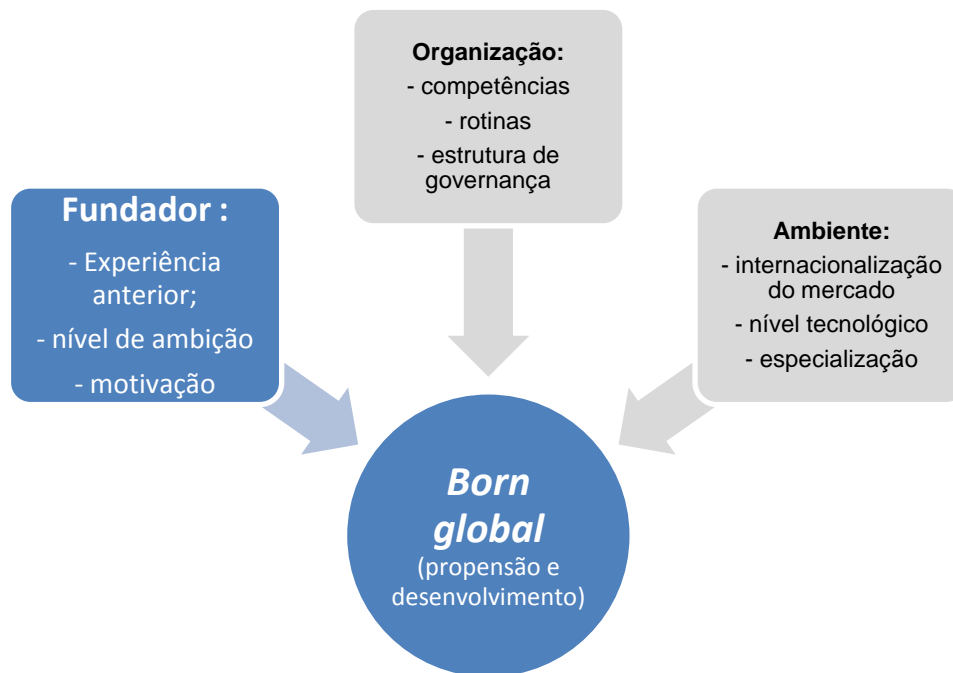 Organização:
- competências
- rotinas
- estrutura de
governança
Fundador :
- Experiência
anterior;
- nível de ambição
- motivação
Ambiente:
- internacionalização
do mercado
- nível tecnológico
- especialização
Born
global
(propensão e
desenvolvimento)